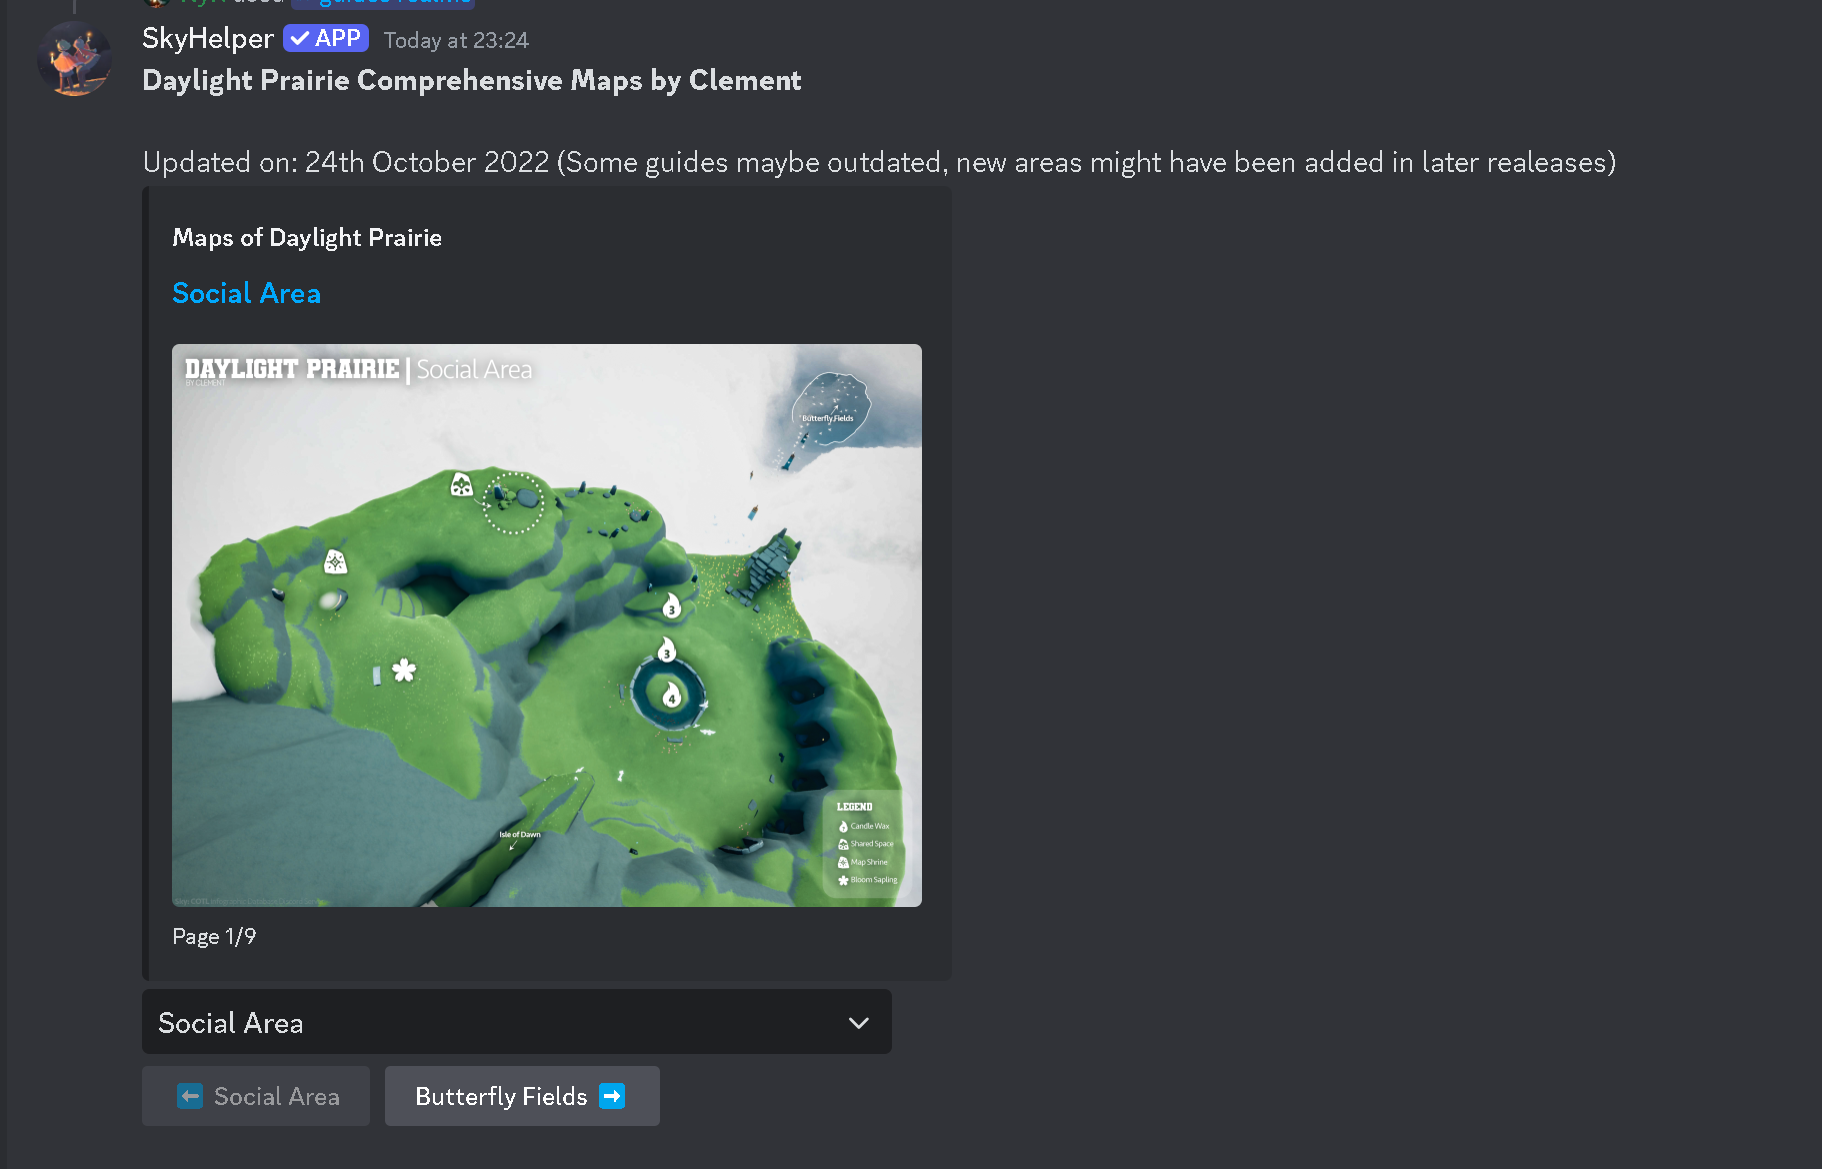 used guides realms
SkyHelper APP Today at 23:24
Daylight Prairie Comprehensive Maps by Clement
Updated on: 24th October 2022 (Some guides maybe outdated, new areas might have been added in later realeases)
Maps of Daylight Prairie
Social Area
DAYLIGHT PRAIRIE | Social Area
BY CLEMENT
Butterfly Fields
3
3
4
Isle of Dawn
LEGEND
Candle Wax
Shared Space
Map Shrine
Bloom Sapling
Page 1/9
Social Area
Social Area
Butterfly Fields